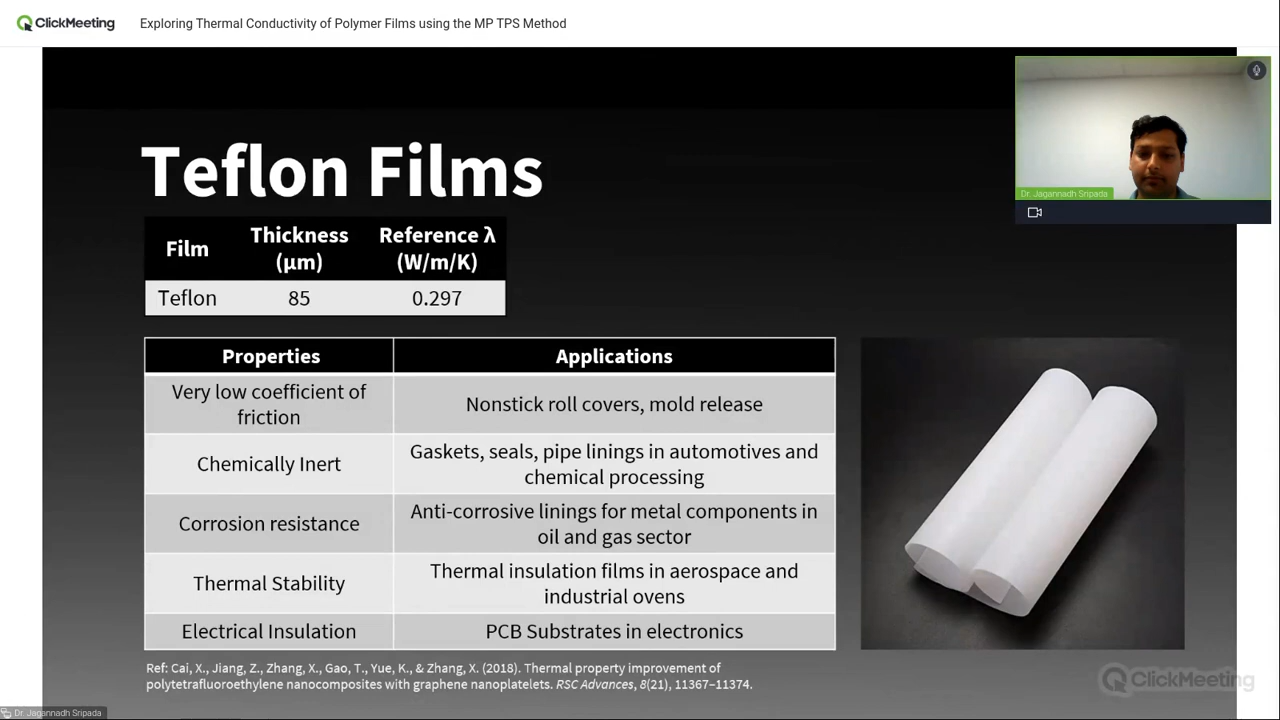 ClickMeeting
Exploring Thermal Conductivity of Polymer Films using the MP TPS Method
Dr. Jagannadh Sripada
Teflon Films
Film Thickness (μm) Reference λ (W/m/K)
Teflon 85 0.297
Properties Applications
Very low coefficient of friction Nonstick roll covers, mold release
Chemically Inert Gaskets, seals, pipe linings in automotives and chemical processing
Corrosion resistance Anti-corrosive linings for metal components in oil and gas sector
Thermal Stability Thermal insulation films in aerospace and industrial ovens
Electrical Insulation PCB Substrates in electronics
Ref: Cai, X., Jiang, Z., Zhang, X., Gao, T., Yue, K., & Zhang, X. (2018). Thermal property improvement of
polytetrafluoroethylene nanocomposites with graphene nanoplatelets. RSC Advances, 8(21), 11367–11374.
ClickMeeting
Dr. Jagannadh Sripada